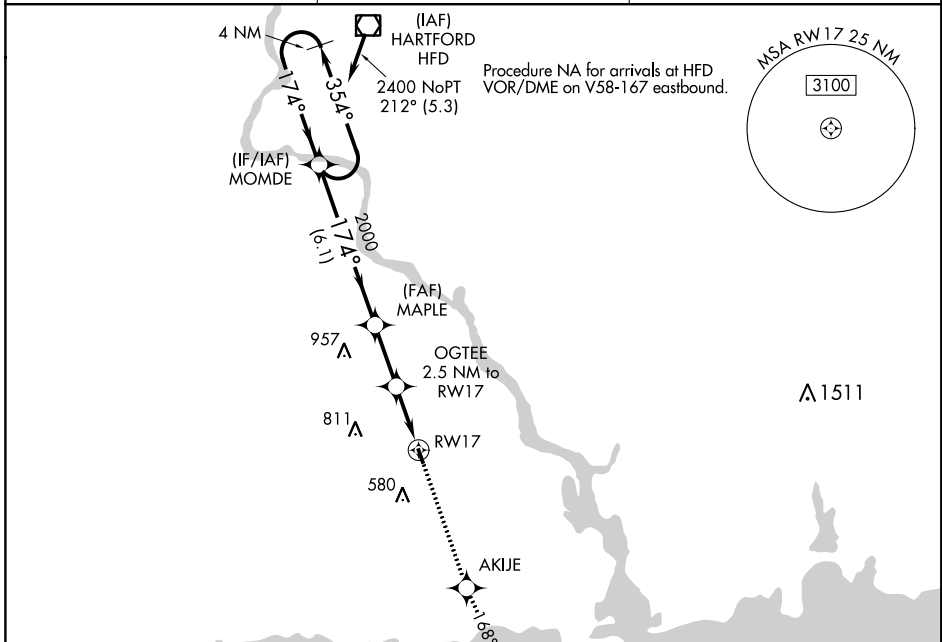 4 NM
(IAF)
HARTFORD
HFD
MSA RW17 25 NM
3100
Procedure NA for arrivals at HFD
VOR/DME on V58-167 eastbound.
2400 NoPT
212° (5.3)
174°
354°
(IF/IAF)
MOMDE
2000
174°
(6.1)
(FAF)
MAPLE
957
OGTEE
2.5 NM to
RW17
1511
811
RW17
580
AKIJE
168°